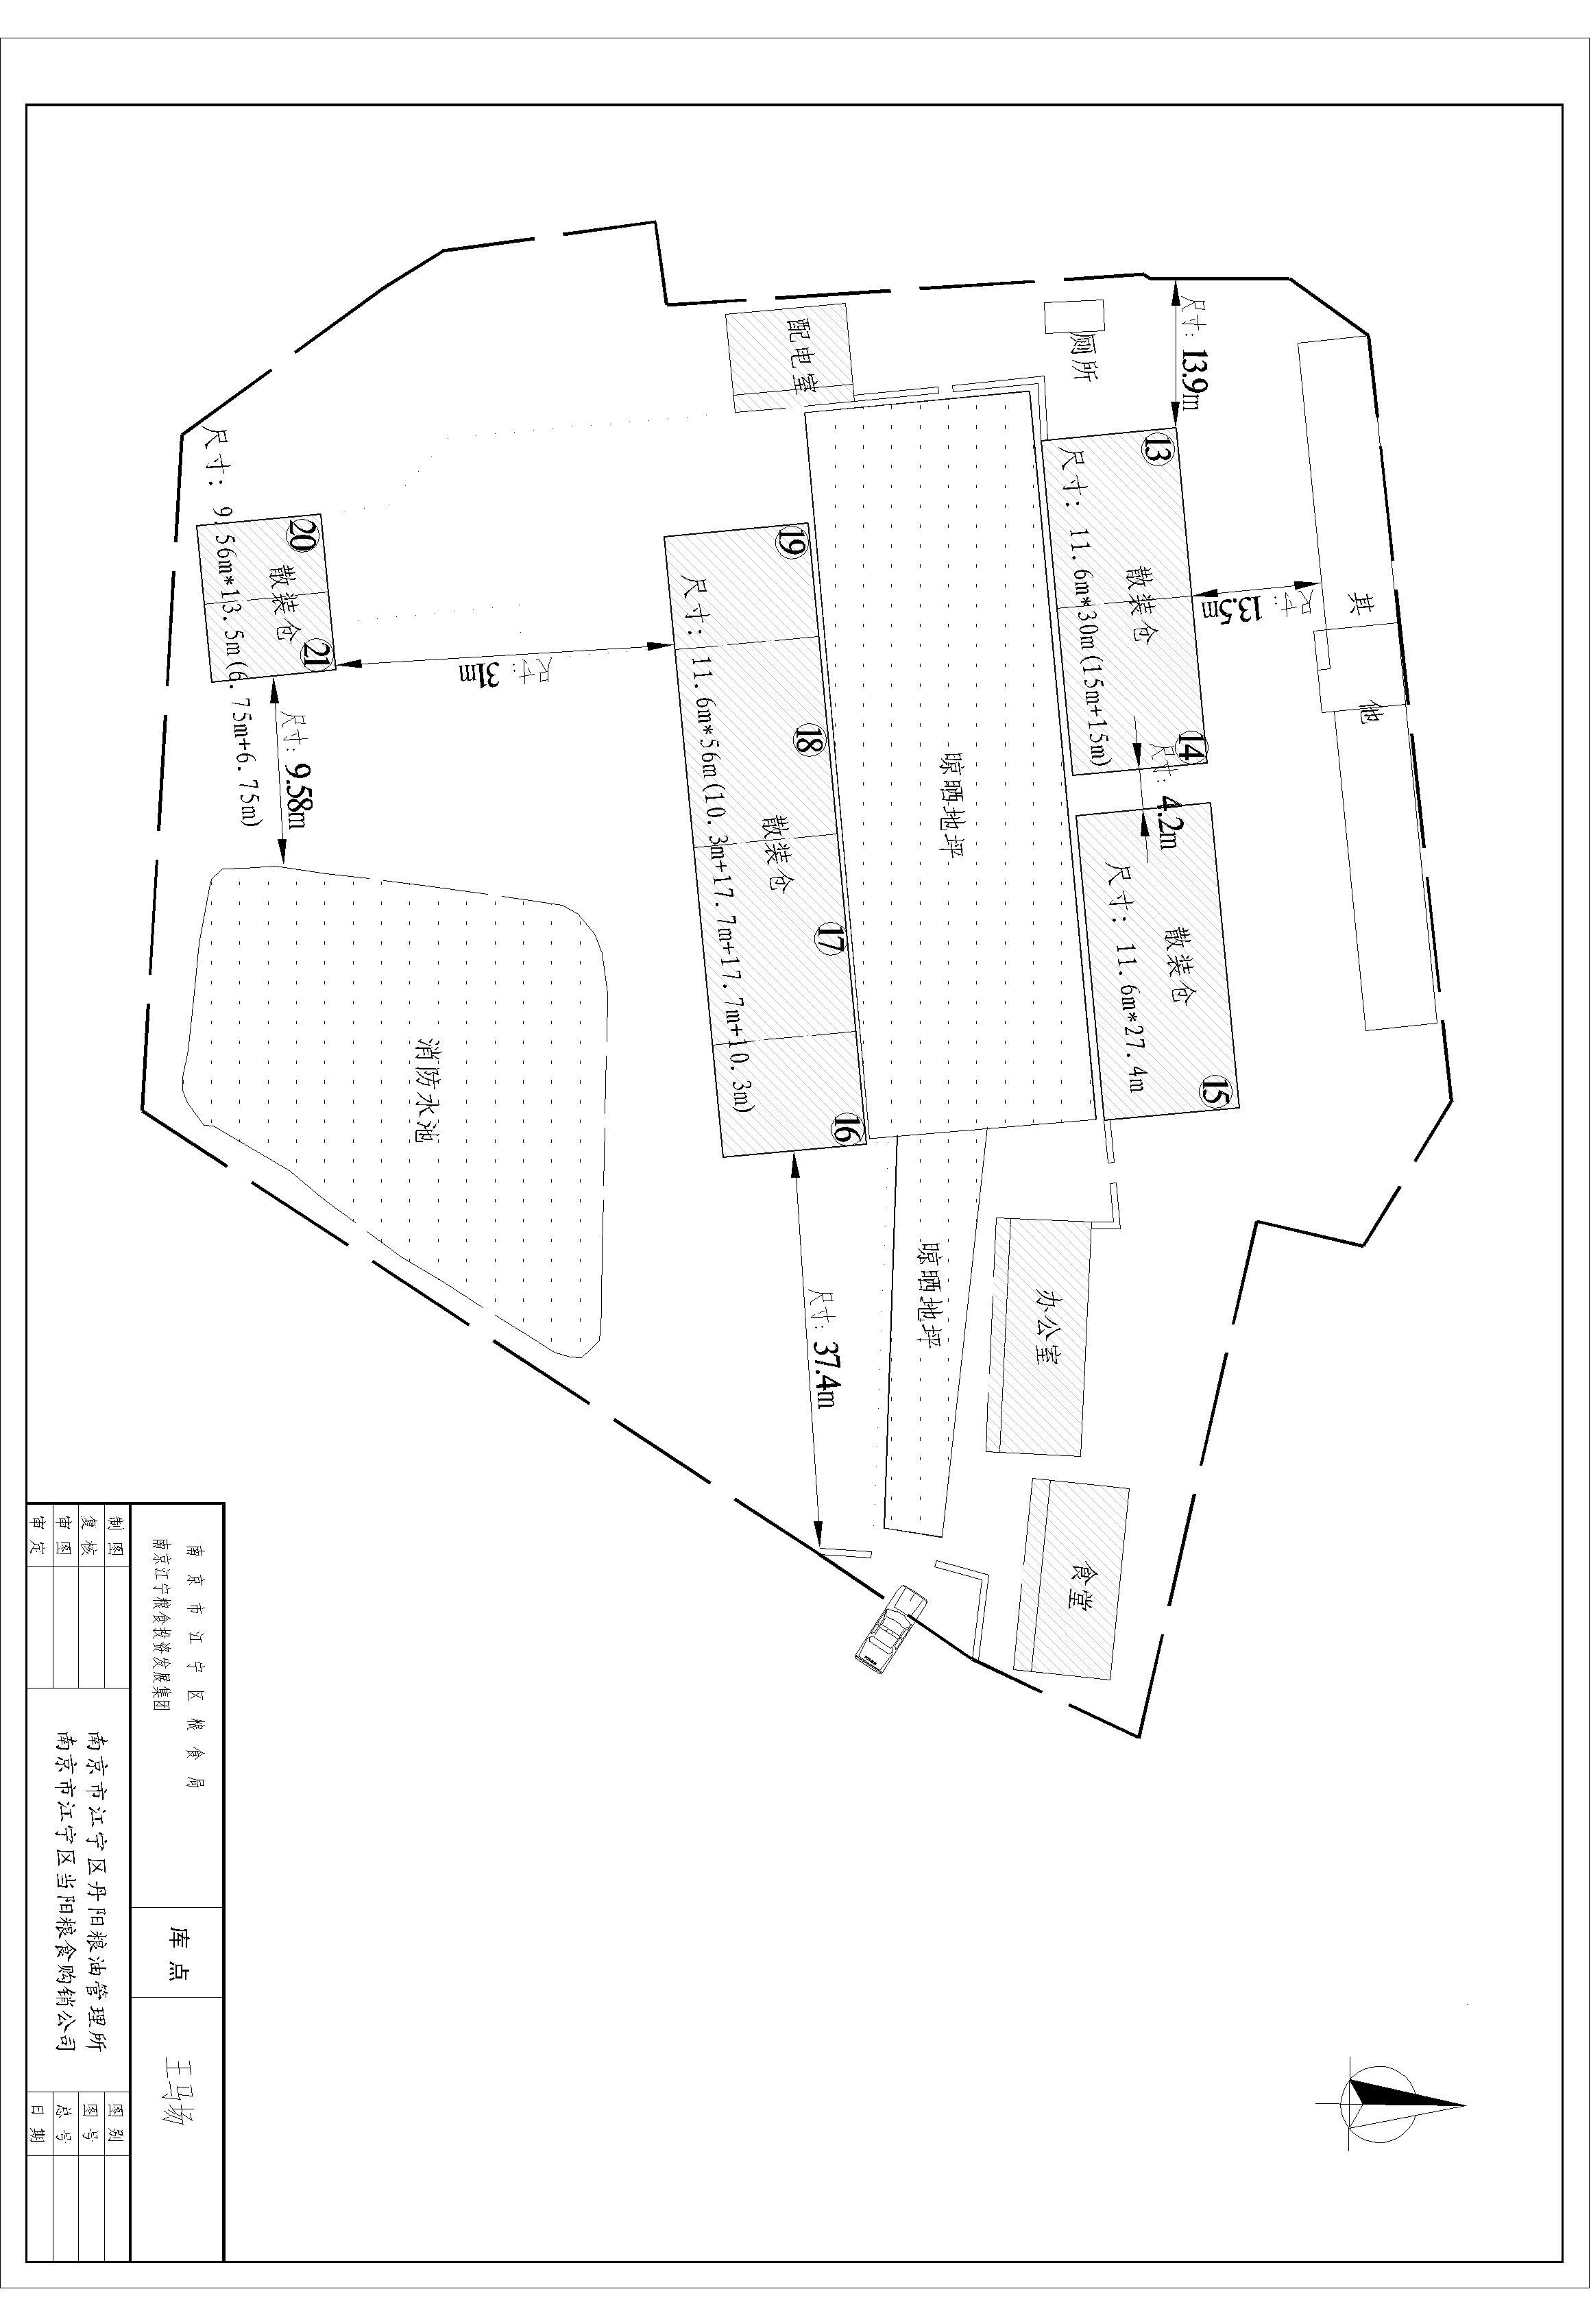 其
他
尺寸: 13.9m
尺寸: 13.5m
⑬
散装仓
⑭
尺寸: 11.6m*30m(15m+15m)
尺寸: 4.2m
散装仓
⑮
尺寸: 11.6m*27.4m
厕所
配电室
晾晒地坪
晾晒地坪
办公室
食堂
⑲
⑱
⑰
⑯
散装仓
尺寸: 11.6m*56m(10.3m+17.7m+17.7m+10.3m)
尺寸: 37.4m
尺寸: 31m
⑳
㉑
散装仓
尺寸: 9.56m*13.5m(6.75m+6.75m)
尺寸: 9.58m
消防水池
南京市江宁区粮食局
南京江宁粮食投资发展集团
库点
王马杨
制图
复核
审图
审定
南京市江宁区丹阳粮油管理所
南京市江宁区当阳粮食购销公司
图别
图号
总号
日期